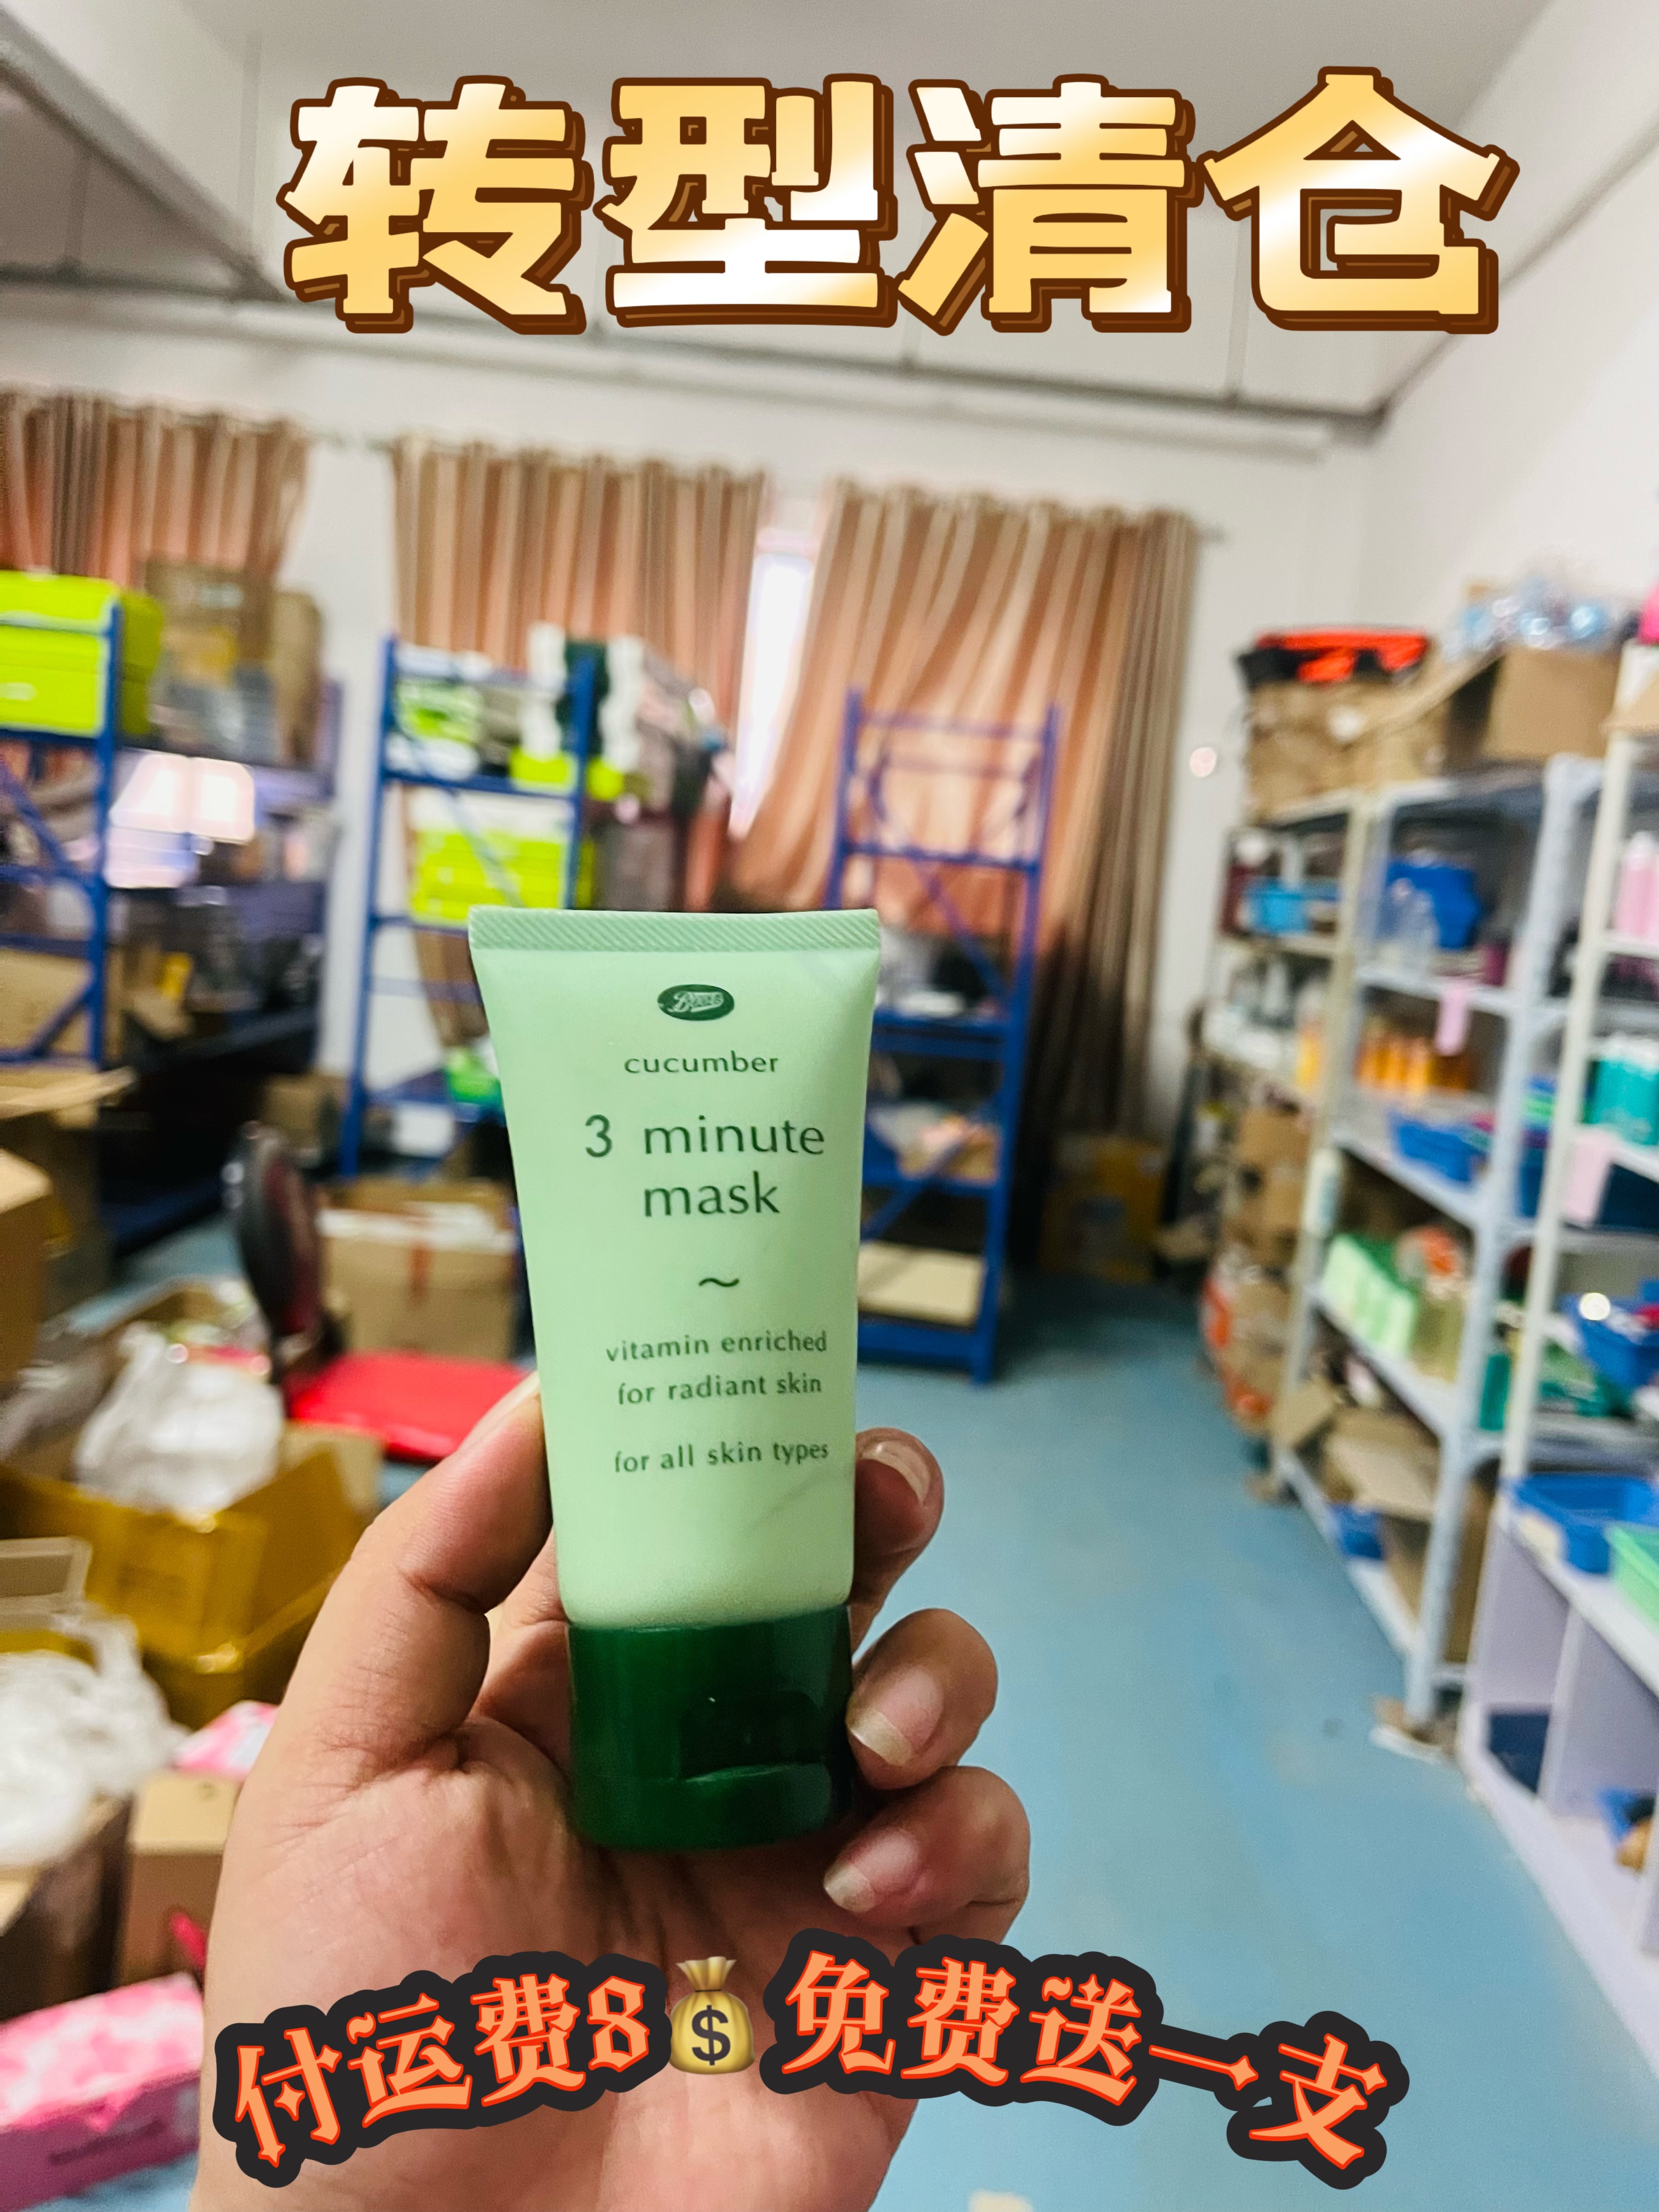 转型清仓
Boots
cucumber
3 minute
mask
~
vitamin enriched
for radiant skin
for all skin types
付运费8💰免费送一支